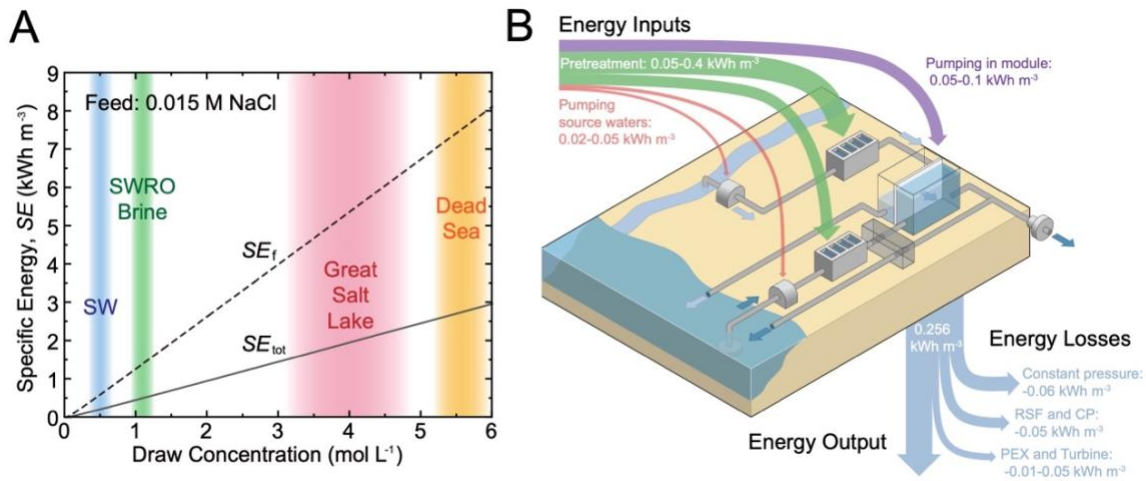 A
Specific Energy, SE (kWh m-3)
9
8
7
6
5
4
3
2
1
0
Feed: 0.015 M NaCl
SWRO
Brine
Dead
Sea
SEf
Great
Salt
Lake
SW
SEtot
0
1
2
3
4
5
6
Draw Concentration (mol L-1)
B
Energy Inputs
Pretreatment: 0.05-0.4 kWh m-3
Pumping in module:
0.05-0.1 kWh m-3
Pumping
source waters:
0.02-0.05 kWh m-3
0.256
kWh m-3
Energy Losses
Constant pressure:
-0.06 kWh m-3
RSF and CP:
-0.05 kWh m-3
Energy Output
PEX and Turbine:
-0.01-0.05 kWh m-3